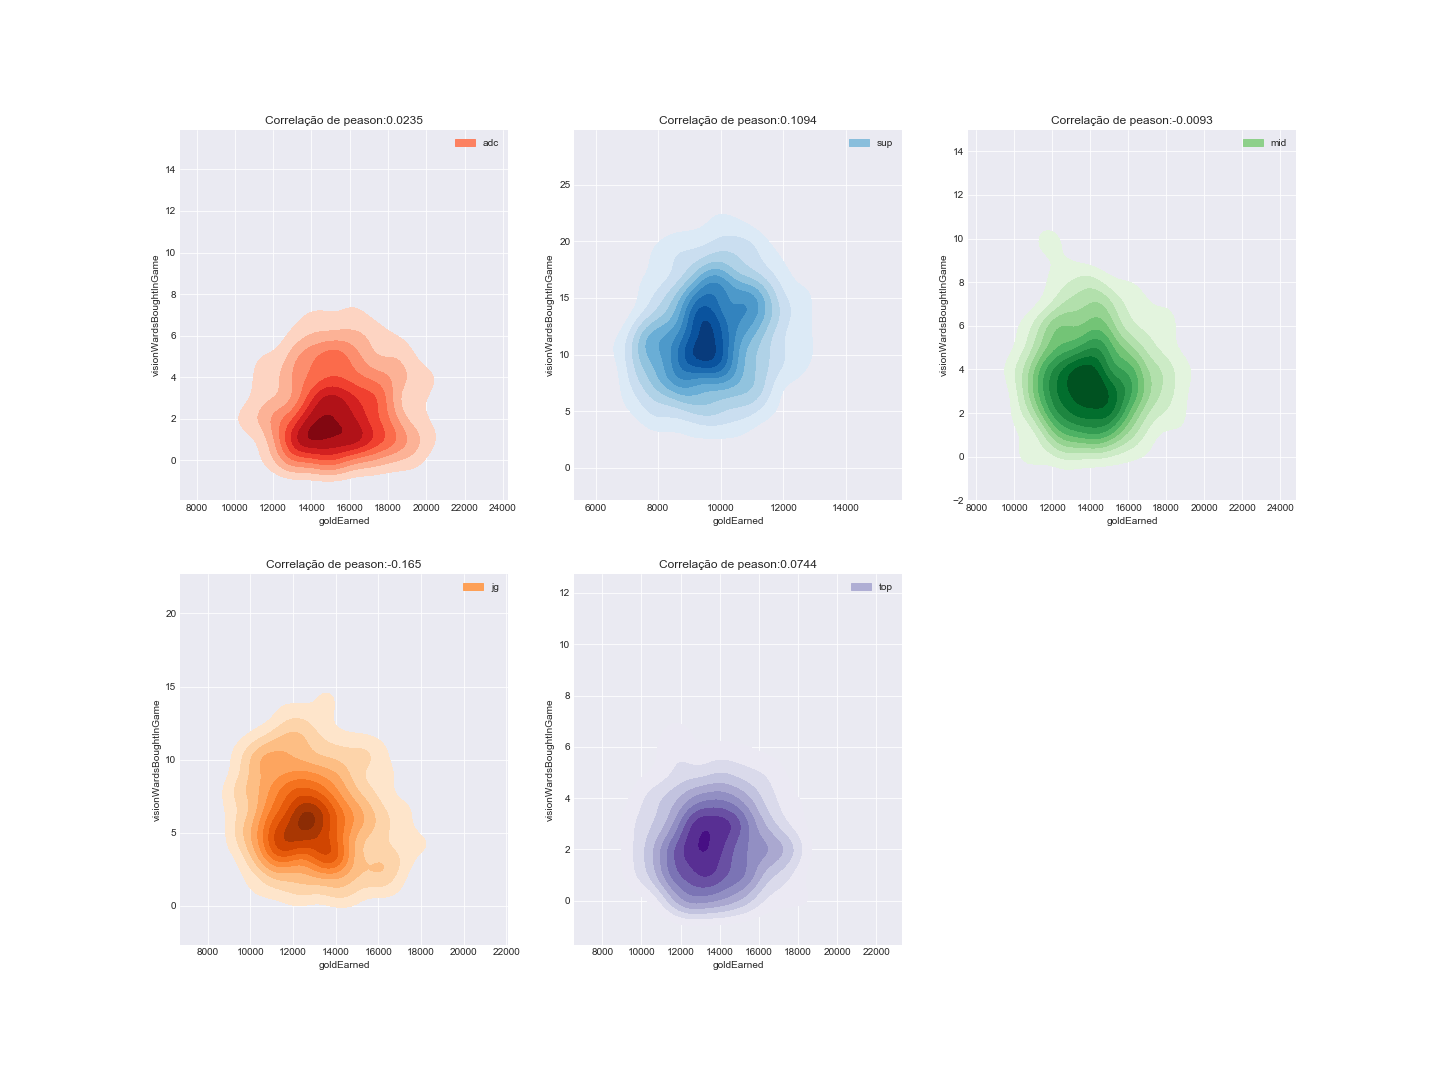 Correlação de peason:0.0235
adc
14
12
10
8
6
4
2
0
visionWardsBoughtInGame
8000 10000 12000 14000 16000 18000 20000 22000 24000
goldEarned
Correlação de peason:0.1094
sup
25
20
15
10
5
0
visionWardsBoughtInGame
6000 8000 10000 12000 14000
goldEarned
Correlação de peason:-0.0093
mid
14
12
10
8
6
4
2
0
−2
visionWardsBoughtInGame
8000 10000 12000 14000 16000 18000 20000 22000 24000
goldEarned
Correlação de peason:-0.165
jg
20
15
10
5
0
visionWardsBoughtInGame
8000 10000 12000 14000 16000 18000 20000 22000
goldEarned
Correlação de peason:0.0744
top
12
10
8
6
4
2
0
visionWardsBoughtInGame
8000 10000 12000 14000 16000 18000 20000 22000
goldEarned